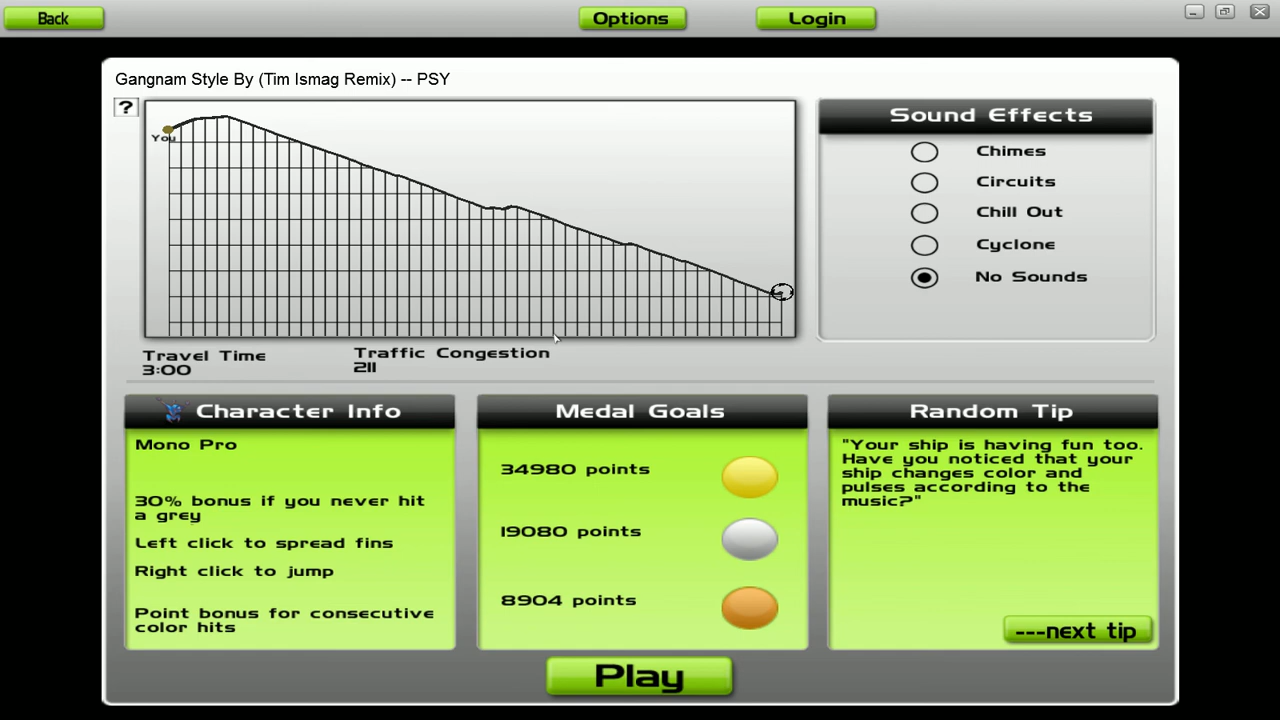 Back
Options
Login
Gangnam Style By (Tim Ismag Remix) -- PSY
?
You
Sound Effects
Chimes
Circuits
Chill Out
Cyclone
No Sounds
Travel Time
3:00
Traffic Congestion
211
Character Info
Mono Pro
30% bonus if you never hit
a grey
Left click to spread fins
Right click to jump
Point bonus for consecutive
color hits
Medal Goals
34980 points
19080 points
8904 points
Random Tip
"Your ship is having fun too.
Have you noticed that your
ship changes color and
pulses according to the
music?"
---next tip
Play